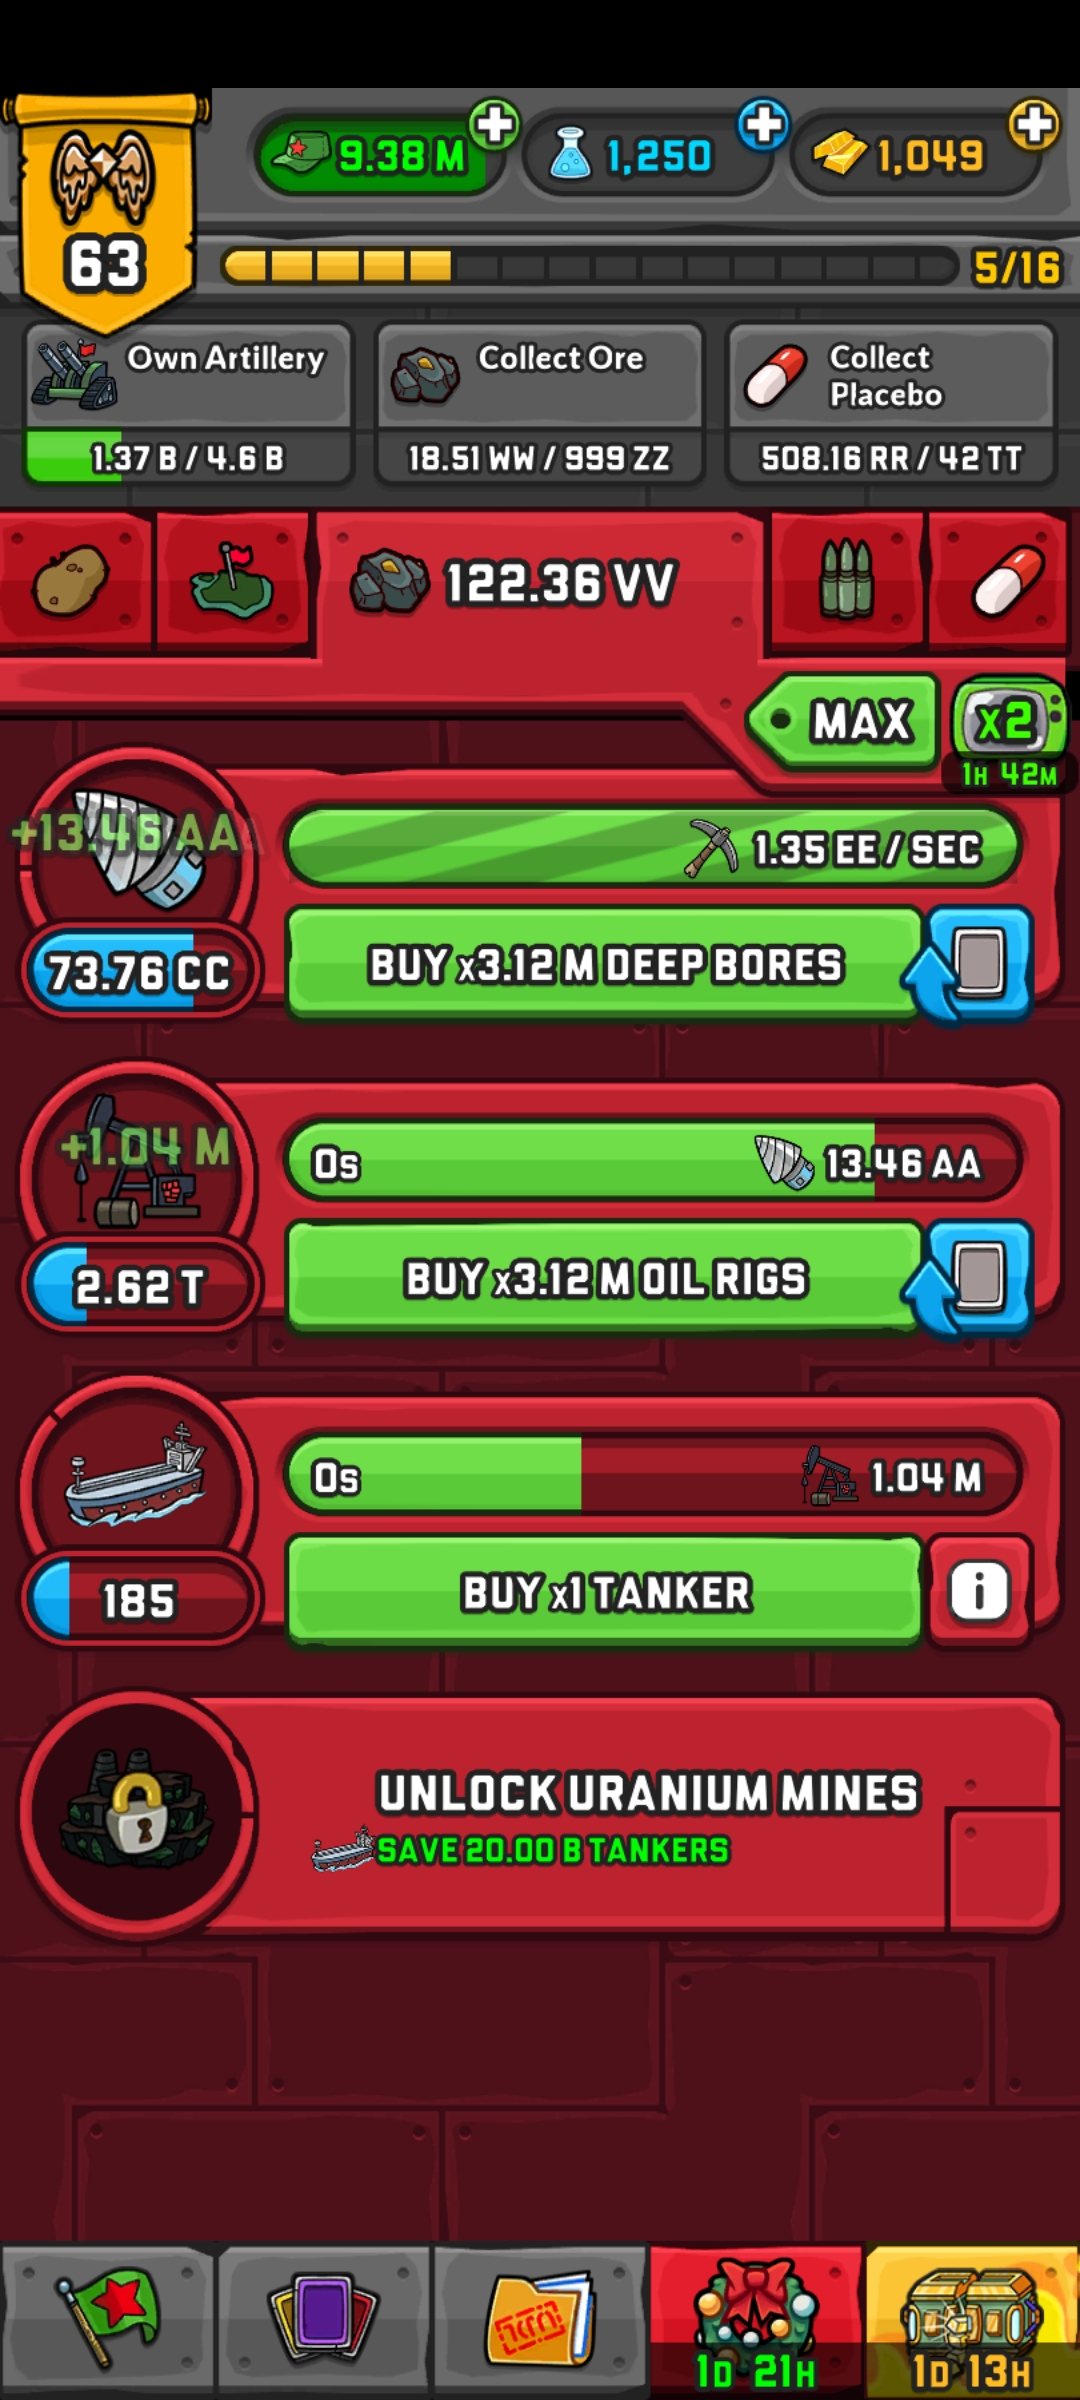 9.38 M
1,250
1,049
63
5/16
Own Artillery
1.37 B / 4.6 B
Collect Ore
18.51 WW / 999 ZZ
Collect
Placebo
508.16 RR / 42 TT
122.36 VV
MAX
x2
1H 42M
+13.46 AA
1.35 EE / SEC
73.76 CC
BUY x3.12 M DEEP BORES
+1.04 M
0s
13.46 AA
2.62 T
BUY x3.12 M OIL RIGS
0s
1.04 M
185
BUY x1 TANKER
i
UNLOCK URANIUM MINES
SAVE 20.00 B TANKERS
1D 21H
1D 13H